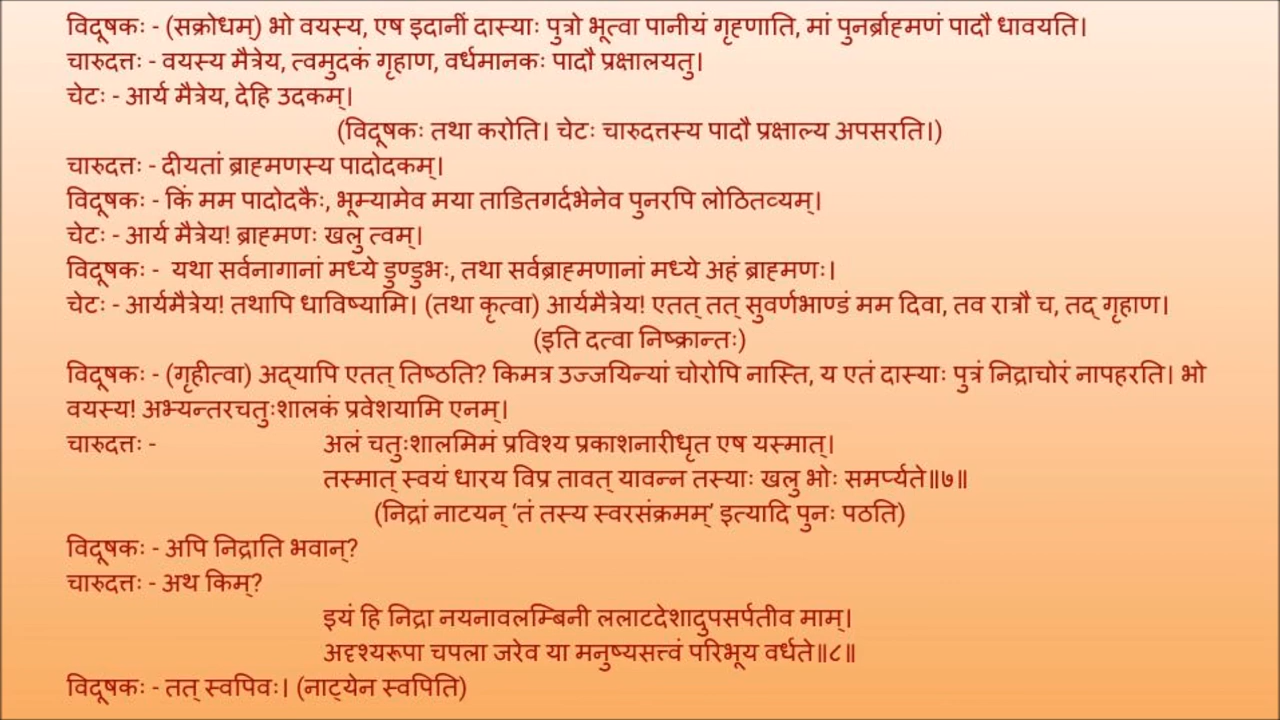 विदूषकः - (सक्रोधम्) भो वयस्य, एष इदानीं दास्याः पुत्रो भूत्वा पानीयं गृह्णाति, मां पुनर्ब्राह्मणं पादौ धावयति।
चारुदत्तः - वयस्य मैत्रेय, त्वमुदकं गृहाण, वर्धमानकः पादौ प्रक्षालयतु।
चेटः - आर्य मैत्रेय, देहि उदकम्।
(विदूषकः तथा करोति। चेटः चारुदत्तस्य पादौ प्रक्षाल्य अपसरति।)
चारुदत्तः - दीयतां ब्राह्मणस्य पादोदकम्।
विदूषकः - किं मम पादोदकैः, भूम्यामेव मया ताडितगर्दभेनेव पुनरपि लोठितव्यम्।
चेटः - आर्य मैत्रेय! ब्राह्मणः खलु त्वम्।
विदूषकः - यथा सर्वनागानां मध्ये डुण्डुभः, तथा सर्वब्राह्मणानां मध्ये अहं ब्राह्मणः।
चेटः - आर्यमैत्रेय! तथापि धाविष्यामि। (तथा कृत्वा) आर्यमैत्रेय! एतत् तत् सुवर्णभाण्डं मम दिवा, तव रात्रौ च, तद् गृहाण।
(इति दत्वा निष्क्रान्तः)
विदूषकः - (गृहीत्वा) अद्यापि एतत् तिष्ठति? किमत्र उज्जयिन्यां चोरोपि नास्ति, य एतं दास्याः पुत्रं निद्राचोरं नापहरति। भो
वयस्य! अभ्यन्तरचतुःशालकं प्रवेशयामि एनम्।
चारुदत्तः - अलं चतुःशालमिमं प्रविश्य प्रकाशनारीधृत एष यस्मात्।
तस्मात् स्वयं धारय विप्र तावत् यावन्न तस्याः खलु भोः समर्प्यते॥७॥
(निद्रां नाटयन् ‘तं तस्य स्वरसंक्रमम्’ इत्यादि पुनः पठति)
विदूषकः - अपि निद्राति भवान्?
चारुदत्तः - अथ किम्?
इयं हि निद्रा नयनावलम्बिनी ललाटदेशादुपसर्पतीव माम्।
अदृश्यरूपा चपला जरेव या मनुष्यसत्त्वं परिभूय वर्धते॥८॥
विदूषकः - तत् स्वपिवः। (नाट्येन स्वपिति)